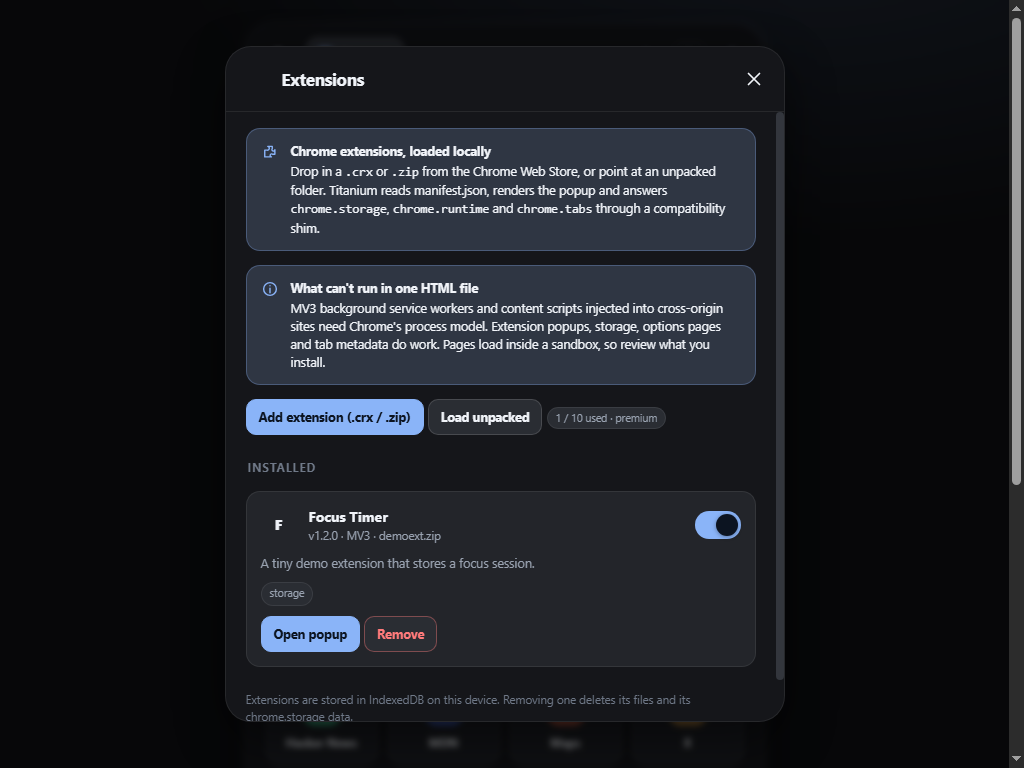 Extensions
Chrome extensions, loaded locally
Drop in a .crx or .zip from the Chrome Web Store, or point at an unpacked
folder. Titanium reads manifest.json, renders the popup and answers
chrome.storage, chrome.runtime and chrome.tabs through a compatibility
shim.
What can't run in one HTML file
MV3 background service workers and content scripts injected into cross-origin
sites need Chrome's process model. Extension popups, storage, options pages
and tab metadata do work. Pages load inside a sandbox, so review what you
install.
Add extension (.crx / .zip) Load unpacked 1 / 10 used · premium
INSTALLED
F Focus Timer
v1.2.0 · MV3 · demoext.zip
A tiny demo extension that stores a focus session.
storage
Open popup Remove
Extensions are stored in IndexedDB on this device. Removing one deletes its files and its
chrome.storage data.